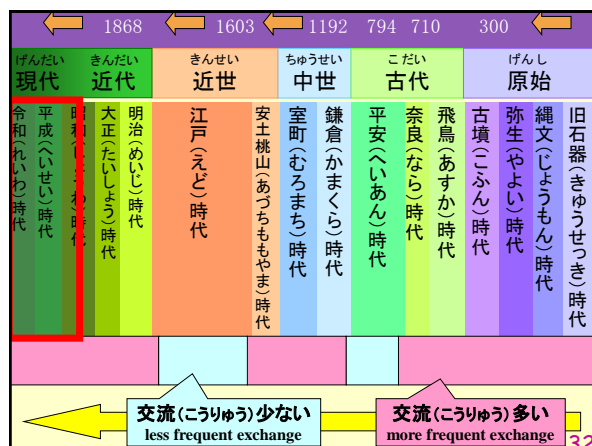 1868 1603 1192 794 710 300
げんだい きんだい きんせい ちゅうせい こだい げんし
現代 近代 近世 中世 古代 原始
旧石器(きゅうせっき)時代
縄文(じょうもん)時代
弥生(やよい)時代
古墳(こふん)時代
飛鳥(あすか)時代
奈良(なら)時代
平安(へいあん)時代
鎌倉(かまくら)時代
室町(むろまち)時代
安土桃山(あづちももやま)時代
江戸(えど)時代
明治(めいじ)時代
大正(たいしょう)時代
昭和(しょうわ)時代
平成(へいせい)時代
令和(れいわ)時代
交流(こうりゅう)少ない
less frequent exchange
交流(こうりゅう)多い
more frequent exchange
32